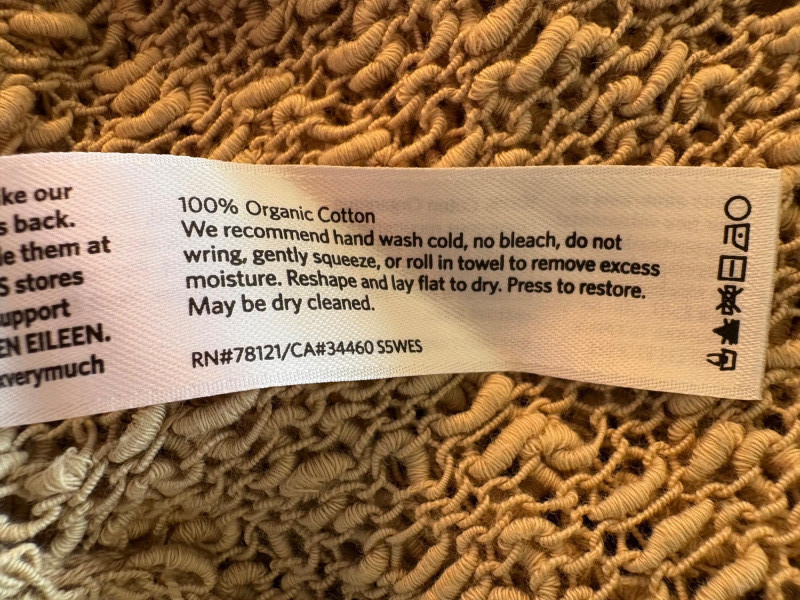 ke our
s back.
e them at
S stores
upport
EN EILEEN.
verymuch
100% Organic Cotton
We recommend hand wash cold, no bleach, do not
wring, gently squeeze, or roll in towel to remove excess
moisture. Reshape and lay flat to dry. Press to restore.
May be dry cleaned.
RN#78121/CA#34460 S5WES